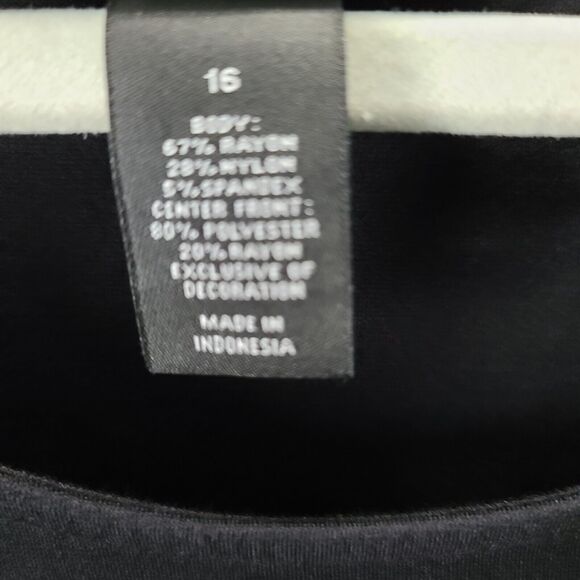 16
BODY:
67% RAYON
28% NYLON
5% SPANDEX
CENTER FRONT:
80% POLYESTER
20% RAYON
EXCLUSIVE OF
DECORATION
MADE IN
INDONESIA